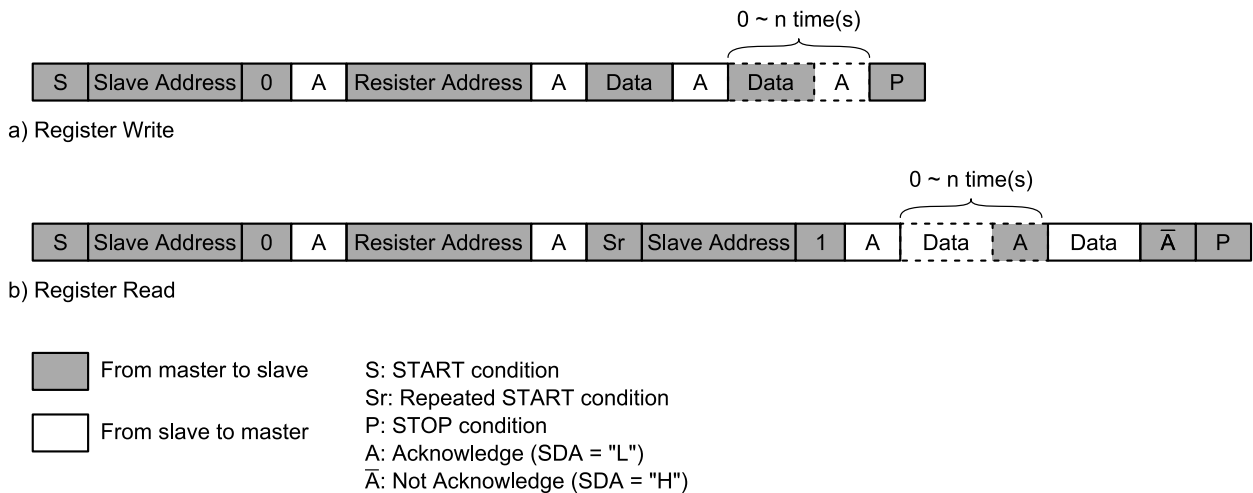 0 ~ n time(s)
S Slave Address 0 A Resister Address A Data A Data A P
a) Register Write
0 ~ n time(s)
S Slave Address 0 A Resister Address A Sr Slave Address 1 A Data A Data A̅ P
b) Register Read
From master to slave
From slave to master
S: START condition
Sr: Repeated START condition
P: STOP condition
A: Acknowledge (SDA = "L")
A̅: Not Acknowledge (SDA = "H")